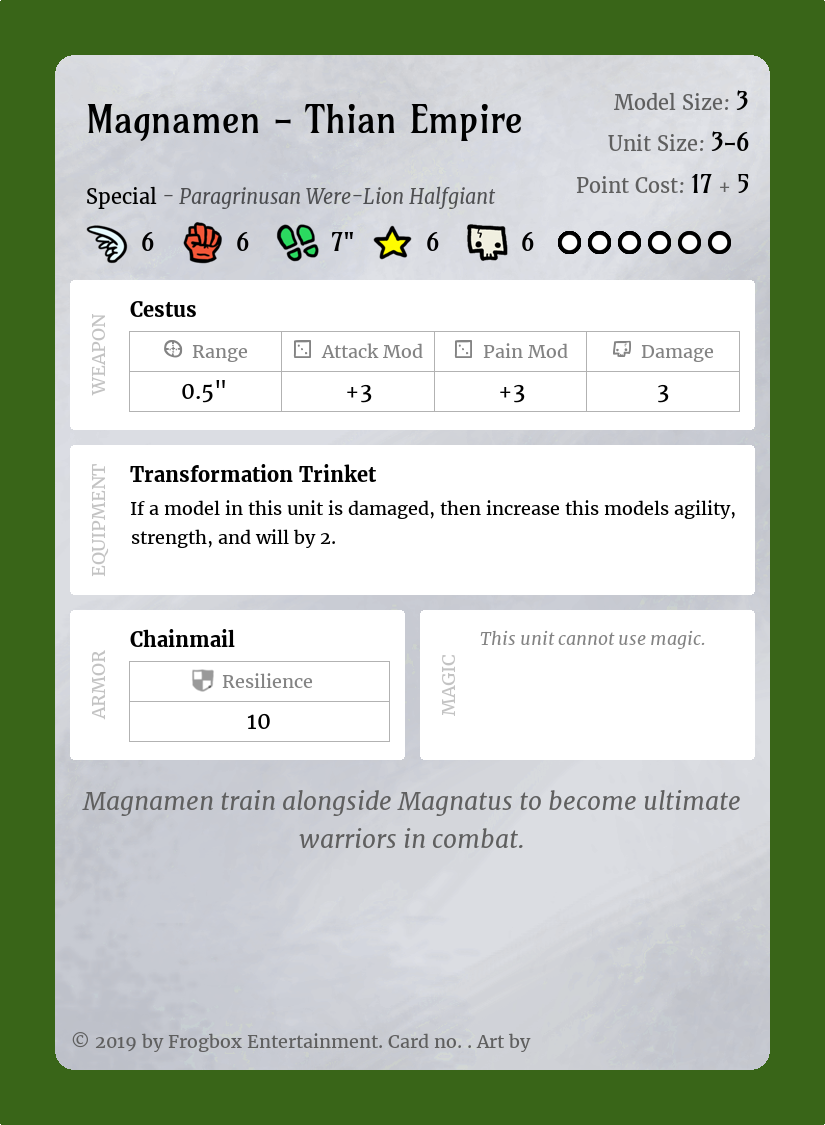 Magnamen – Thian Empire
Model Size: 3
Unit Size: 3–6
Point Cost: 17 + 5
Special – Paragrinusan Were–Lion Halfgiant
6 6 7" 6 6
WEAPON
Cestus
Range Attack Mod Pain Mod Damage
0.5" +3 +3 3
EQUIPMENT
Transformation Trinket
If a model in this unit is damaged, then increase this models agility,
strength, and will by 2.
ARMOR
Chainmail
Resilience
10
MAGIC
This unit cannot use magic.
Magnamen train alongside Magnatus to become ultimate
warriors in combat.
© 2019 by Frogbox Entertainment. Card no. . Art by